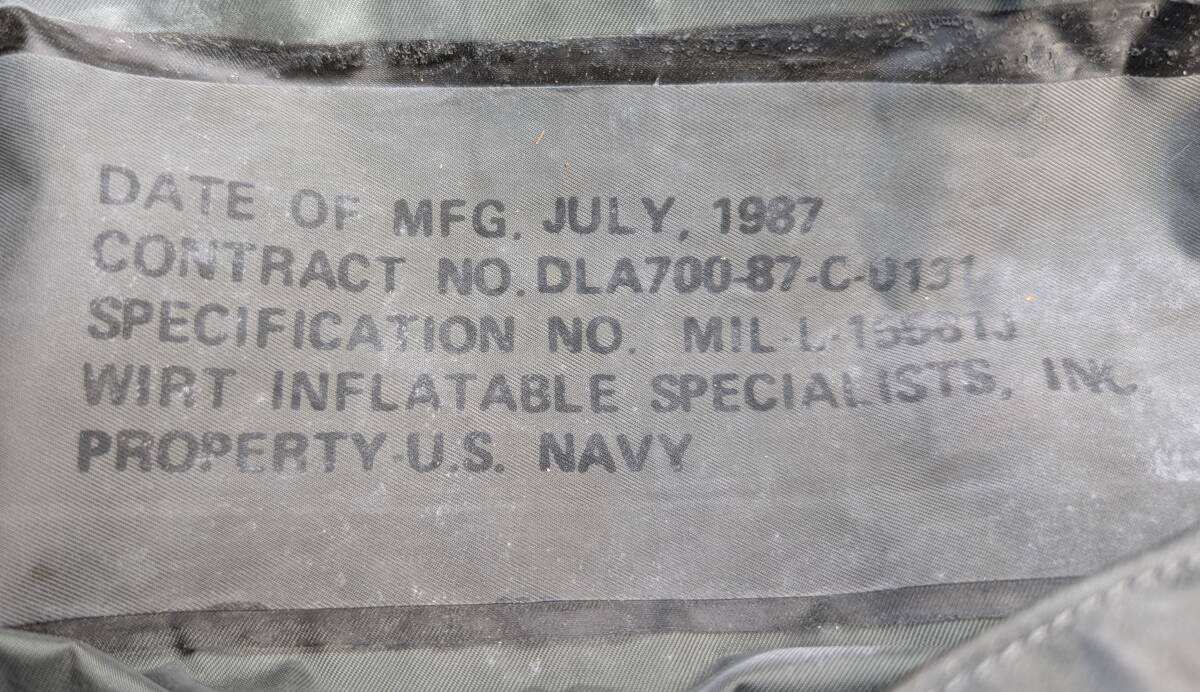 DATE OF MFG. JULY, 1987
CONTRACT NO. DLA700-87-C-0131
SPECIFICATION NO.
WIRT INFLATABLE SPECIALISTS, INC.
PROPERTY-U.S. NAVY